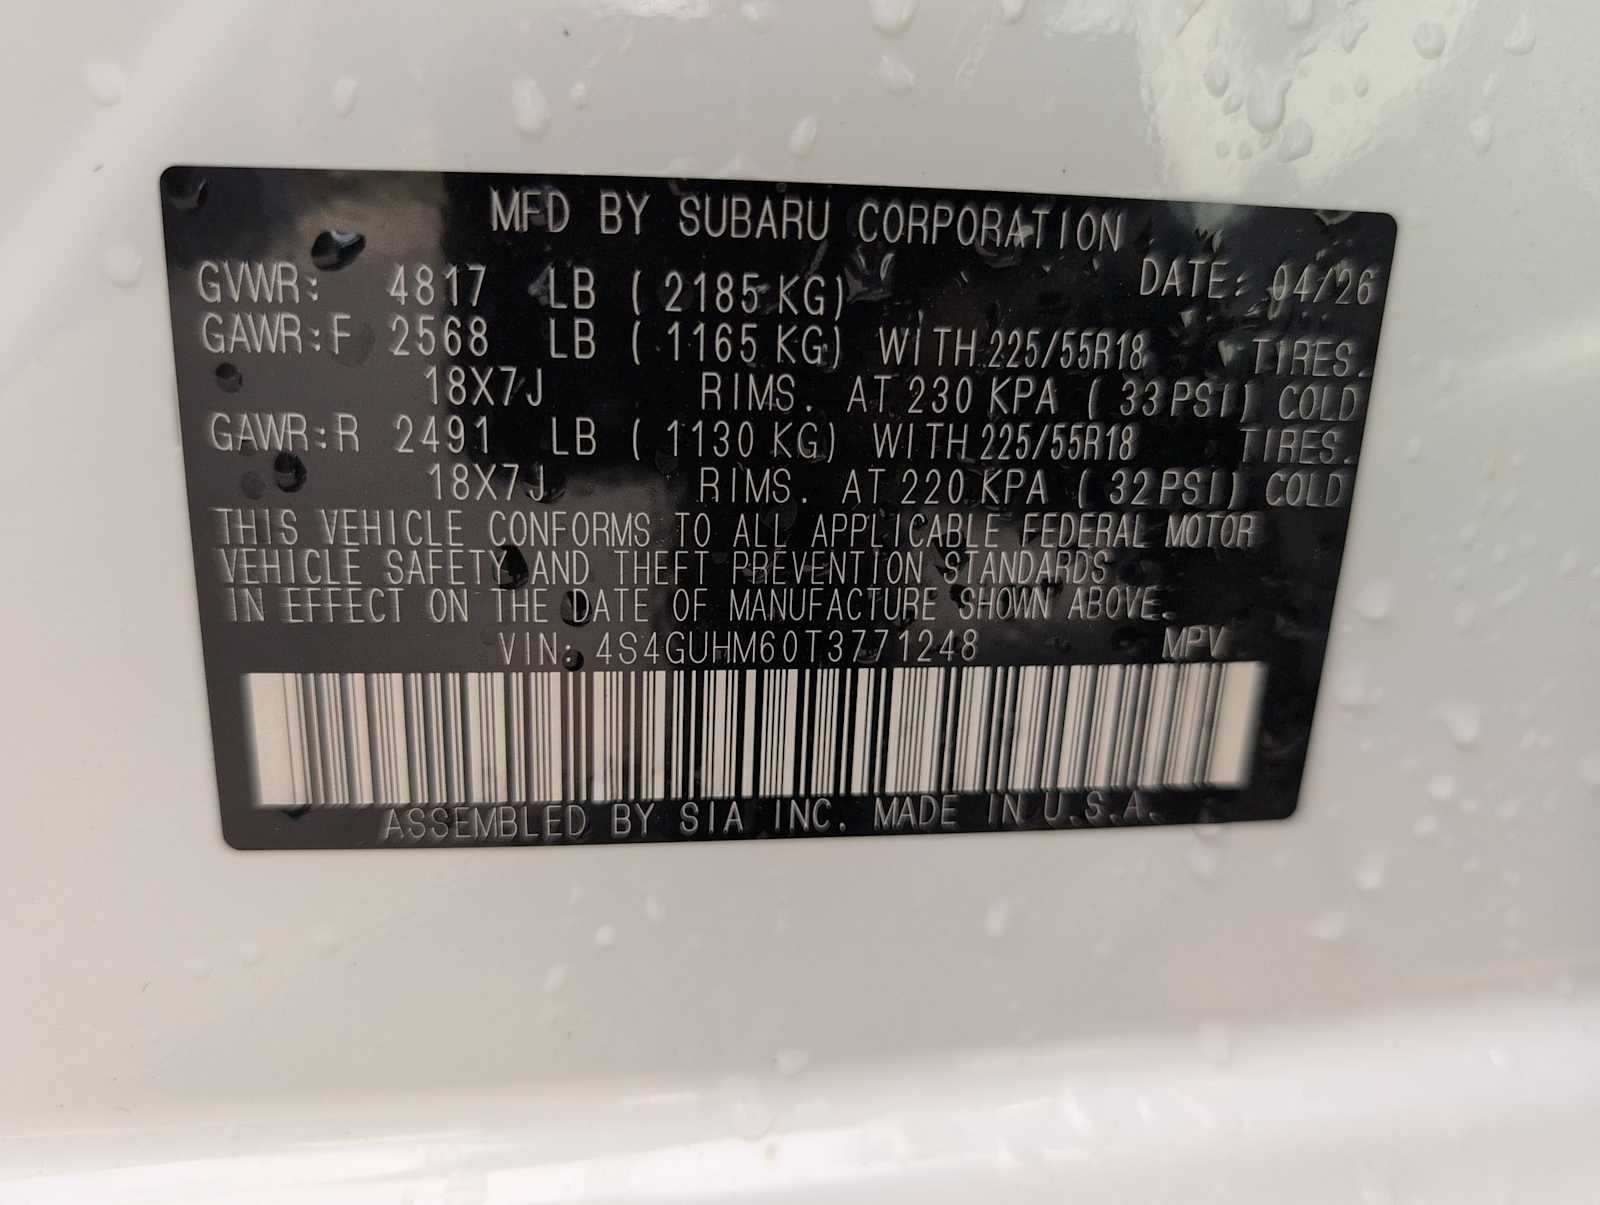 MFD BY SUBARU CORPORATION
DATE: 04/26
GVWR: 4817 LB ( 2185 KG)
GAWR:F 2568 LB ( 1165 KG) WITH 225/55R18 TIRES.
18X7J RIMS. AT 230 KPA ( 33 PSI) COLD
GAWR:R 2491 LB ( 1130 KG) WITH 225/55R18 TIRES.
18X7J RIMS. AT 220 KPA ( 32 PSI) COLD
THIS VEHICLE CONFORMS TO ALL APPLICABLE FEDERAL MOTOR
VEHICLE SAFETY AND THEFT PREVENTION STANDARDS
IN EFFECT ON THE DATE OF MANUFACTURE SHOWN ABOVE.
VIN: 4S4GUHM60T3771248 MPV
ASSEMBLED BY SIA INC. MADE IN U.S.A.